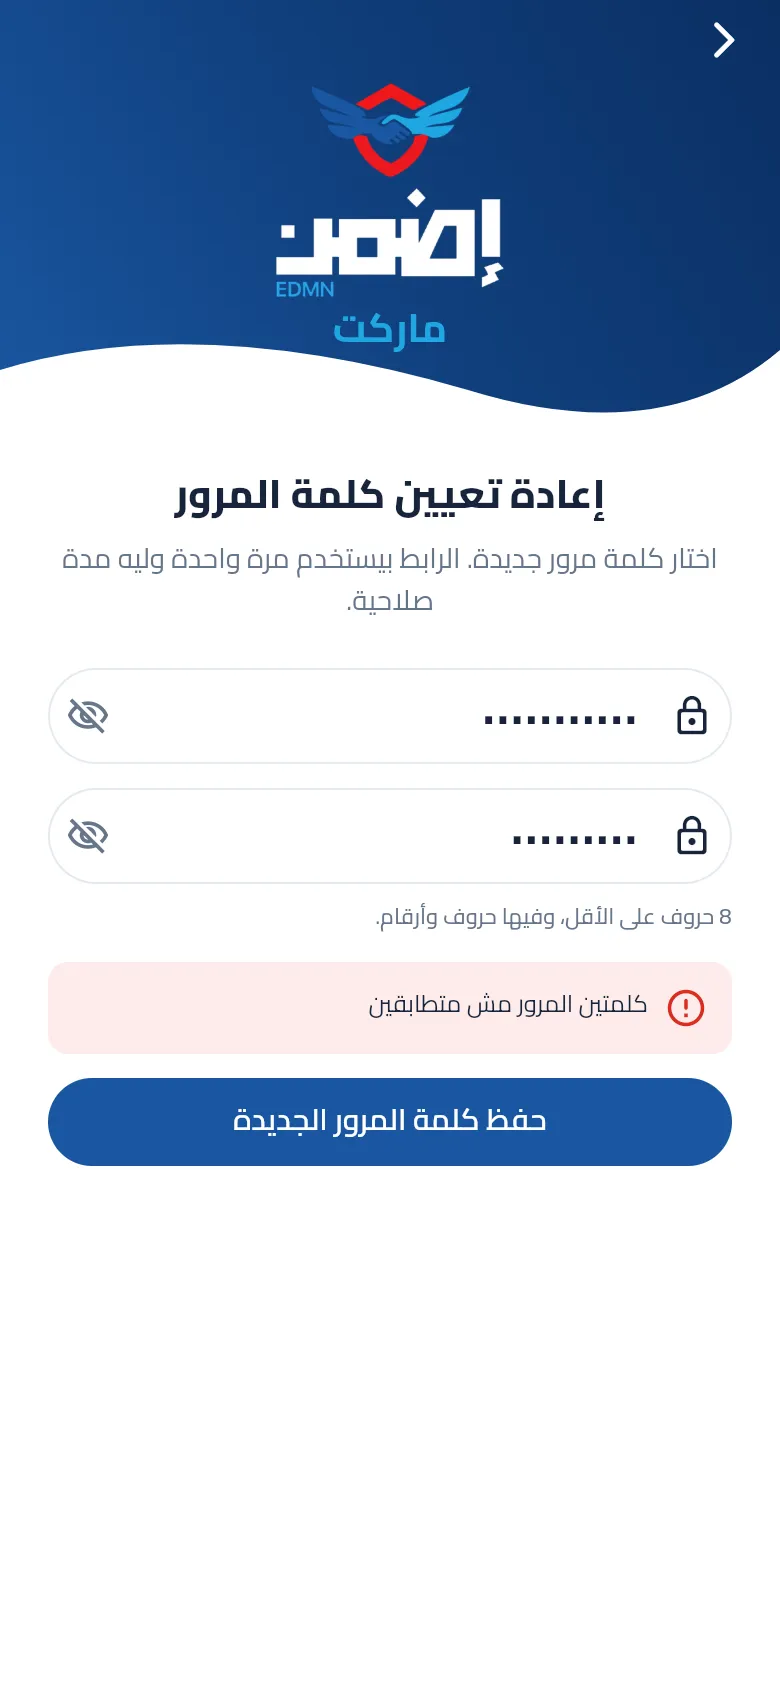 إضمن
EDMN
ماركت
إعادة تعيين كلمة المرور
اختار كلمة مرور جديدة. الرابط بيستخدم مرة واحدة وليه مدة
صلاحية.
8 حروف على الأقل، وفيها حروف وأرقام.
كلمتين المرور مش متطابقين
حفظ كلمة المرور الجديدة